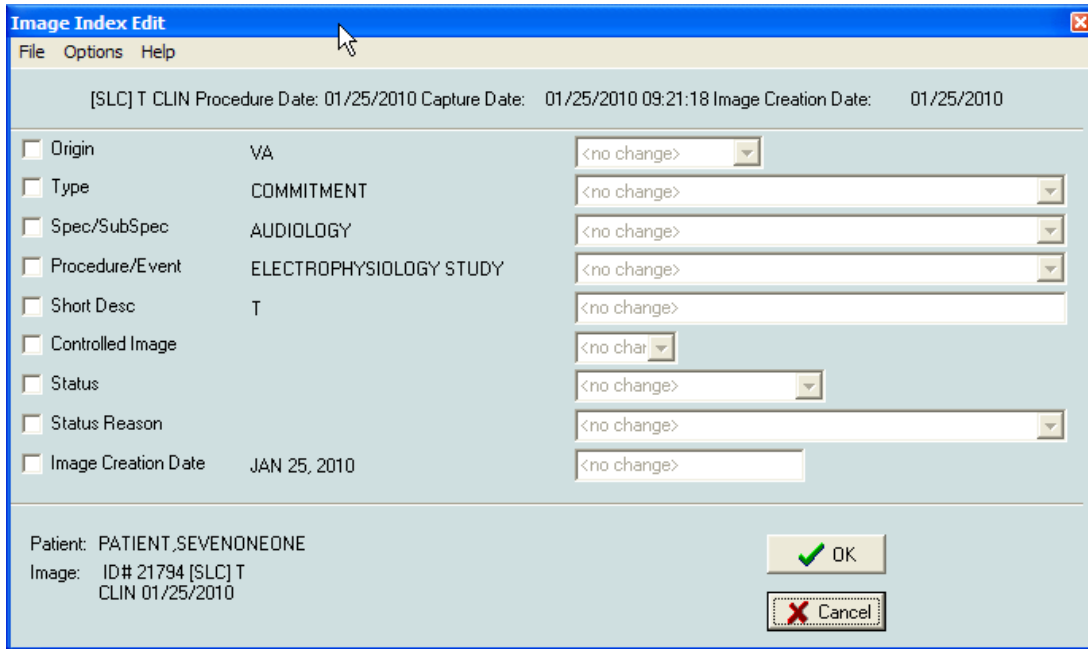 Image Index Edit
File Options Help
[SLC] T CLIN Procedure Date: 01/25/2010 Capture Date: 01/25/2010 09:21:18 Image Creation Date: 01/25/2010
Origin VA <no change>
Type COMMITMENT <no change>
Spec/SubSpec AUDIOLOGY <no change>
Procedure/Event ELECTROPHYSIOLOGY STUDY <no change>
Short Desc T <no change>
Controlled Image <no char
Status <no change>
Status Reason <no change>
Image Creation Date JAN 25, 2010 <no change>
Patient: PATIENT,SEVENONEONE
OK
Image: ID# 21794 [SLC] T
CLIN 01/25/2010
Cancel